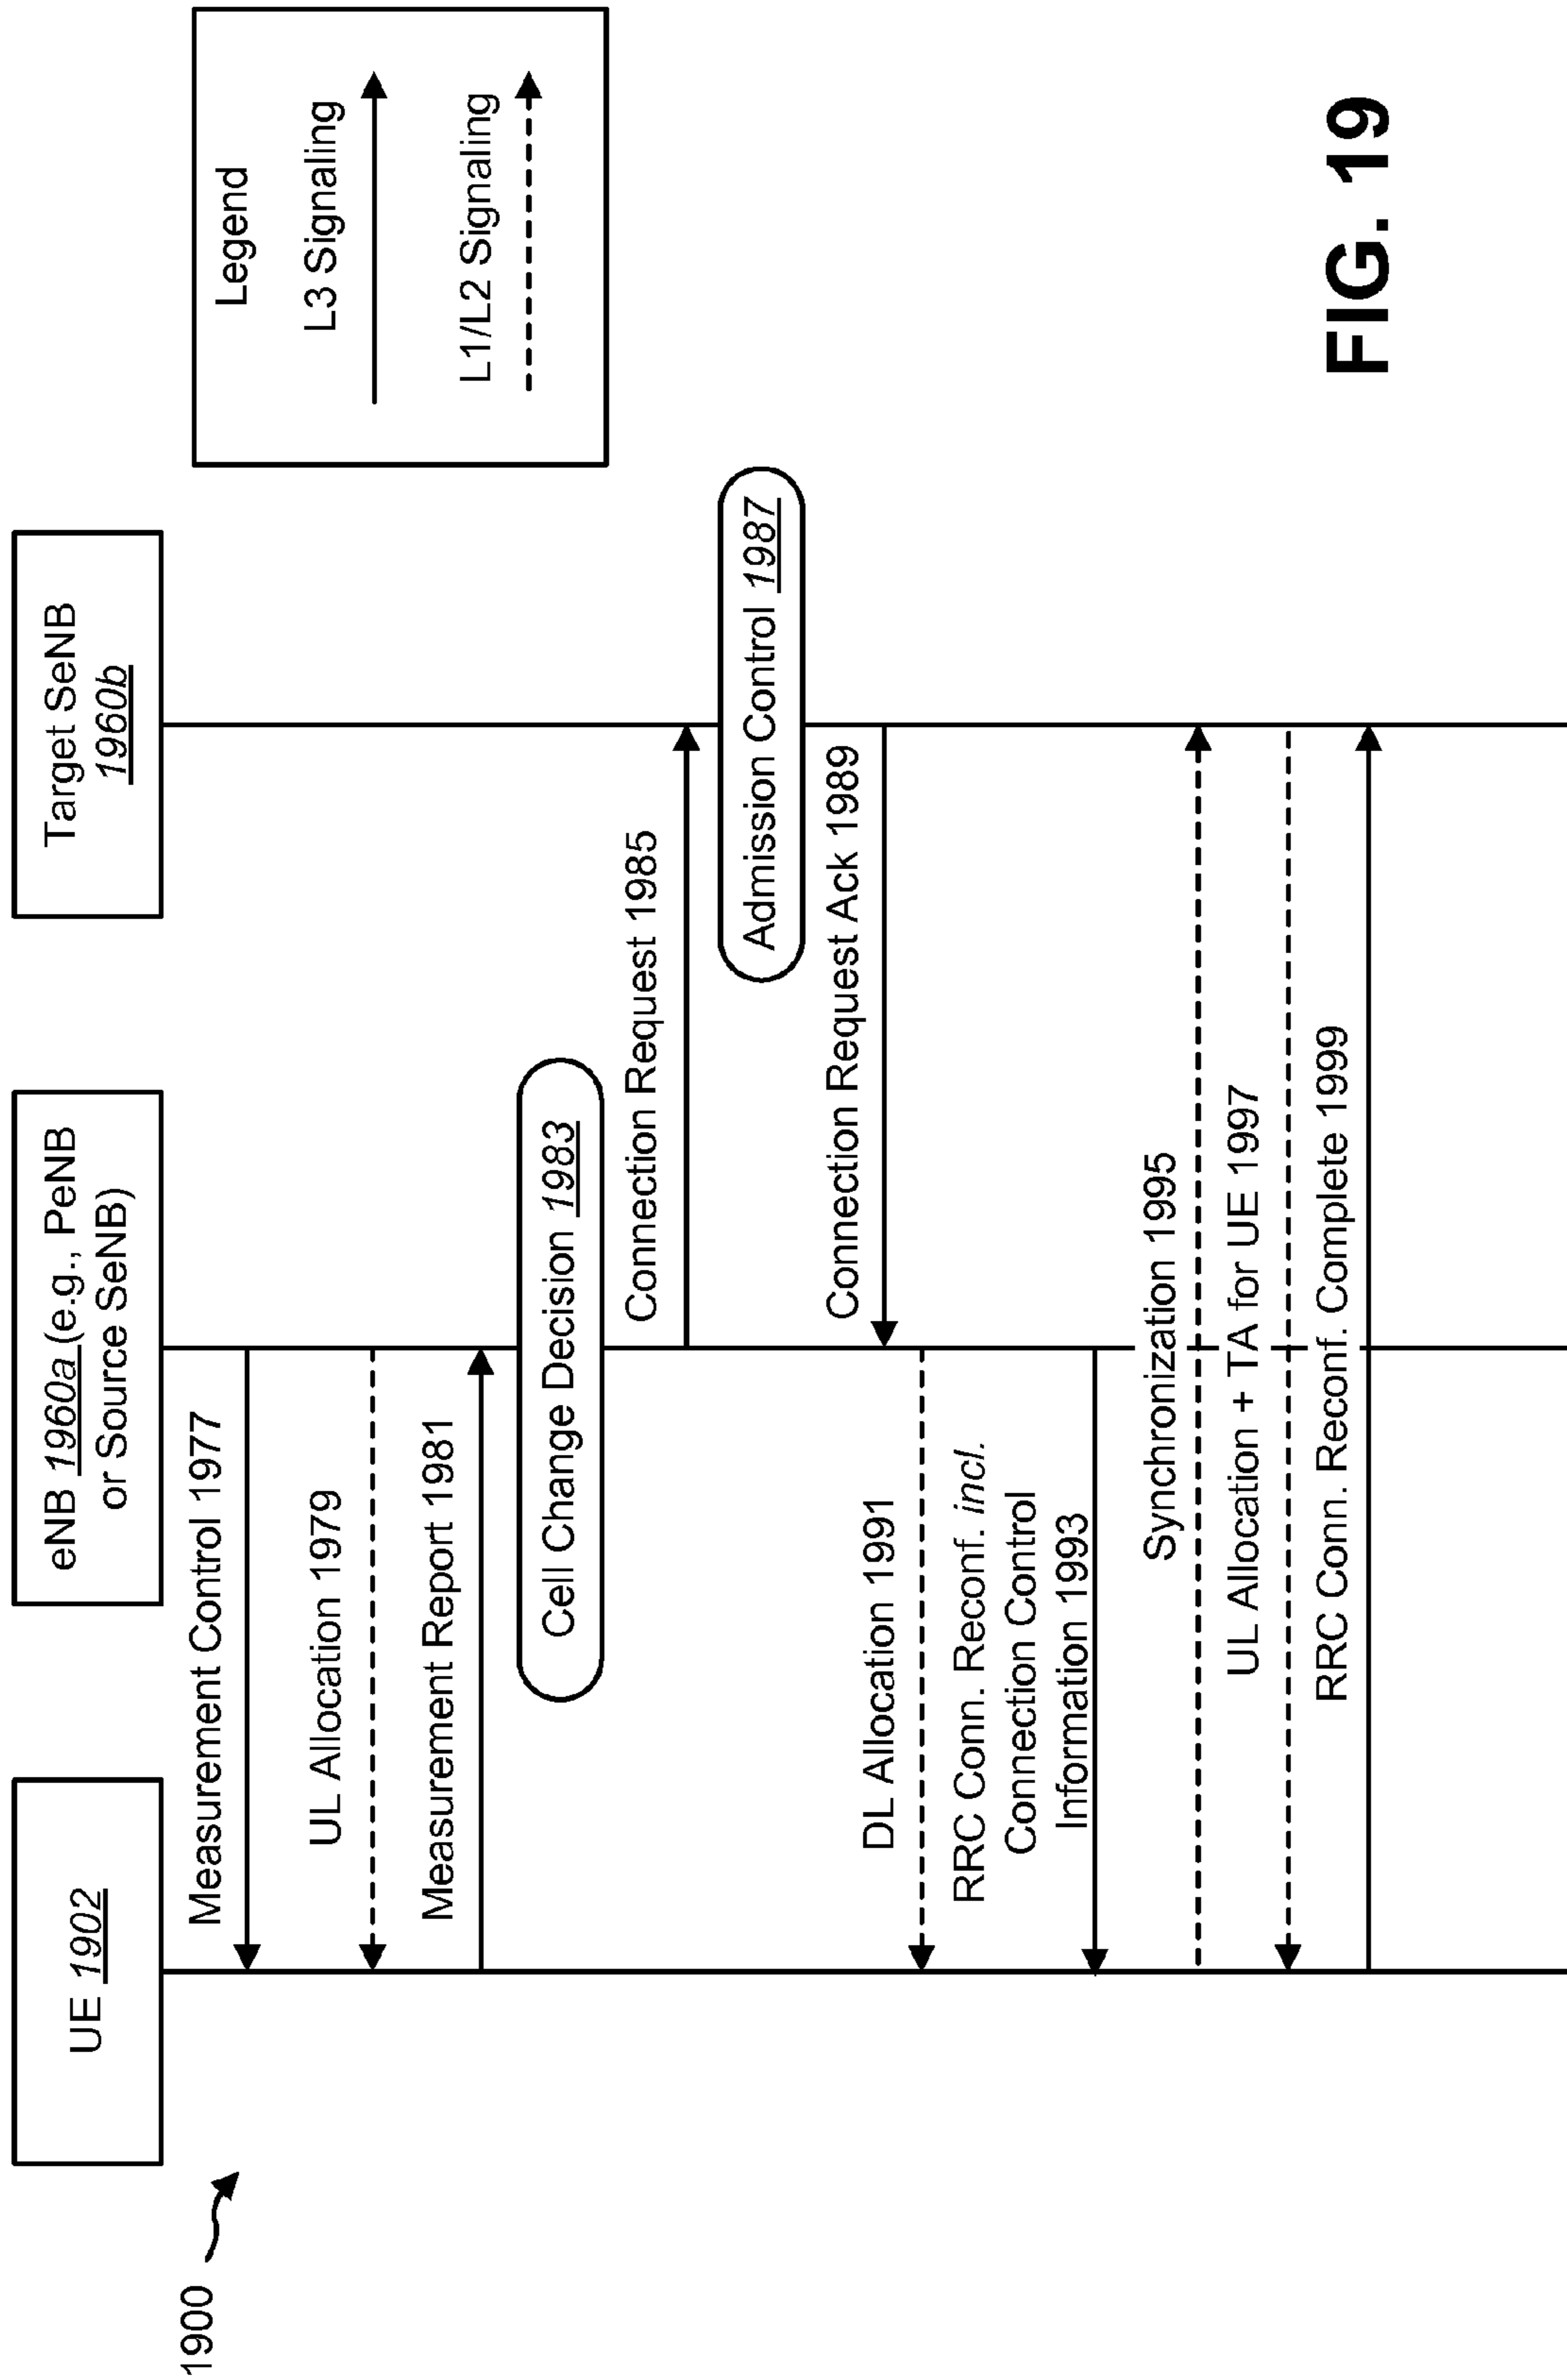 1900
UE 1902
eNB 1960a (e.g., PeNB
or Source SeNB)
Target SeNB
1960b
Legend
L3 Signaling
L1/L2 Signaling
Measurement Control 1977
UL Allocation 1979
Measurement Report 1981
Cell Change Decision 1983
Connection Request 1985
Admission Control 1987
Connection Request Ack 1989
DL Allocation 1991
RRC Conn. Reconf. incl.
Connection Control
Information 1993
Synchronization 1995
UL Allocation + TA for UE 1997
RRC Conn. Reconf. Complete 1999
FIG. 19